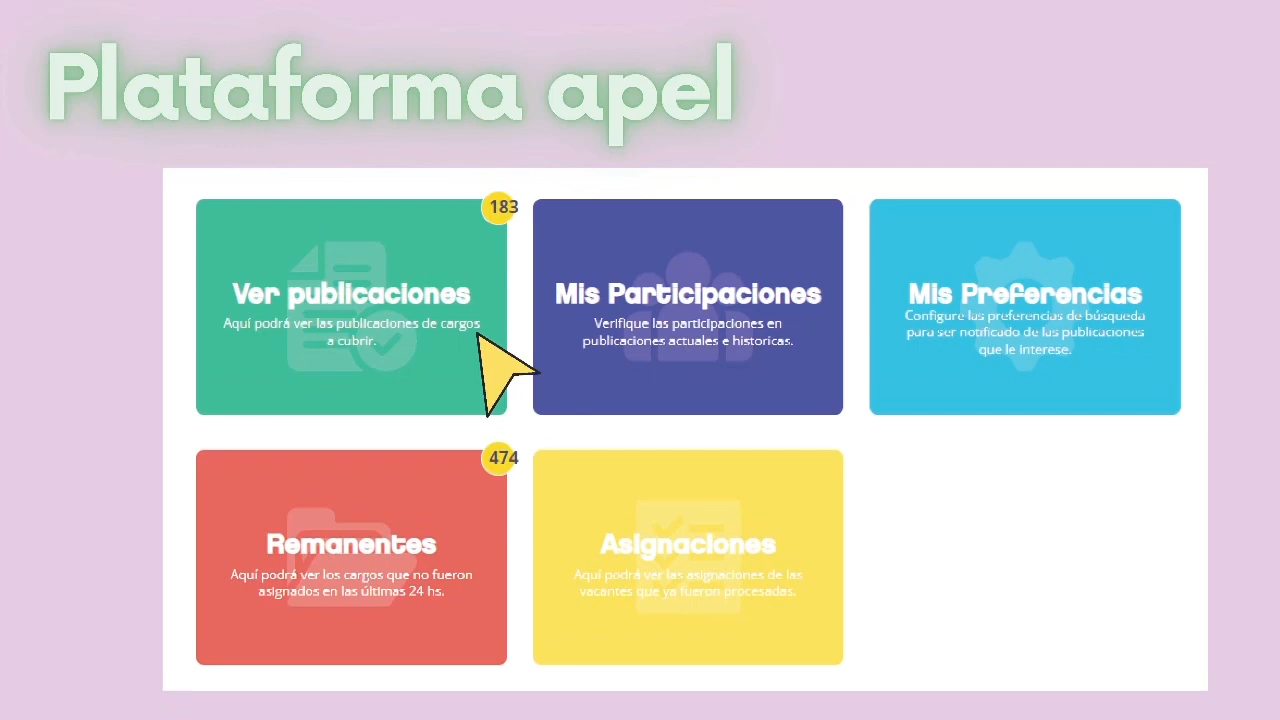 Plataforma apel
183
Ver publicaciones
Aquí podrá ver las publicaciones de cargos
a cubrir.
Mis Participaciones
Verifique las participaciones en
publicaciones actuales e historicas.
Mis Preferencias
Configure las preferencias de búsqueda
para ser notificado de las publicaciones
que le interese.
474
Remanentes
Aquí podrá ver los cargos que no fueron
asignados en las últimas 24 hs.
Asignaciones
Aquí podrá ver las asignaciones de las
vacantes que ya fueron procesadas.